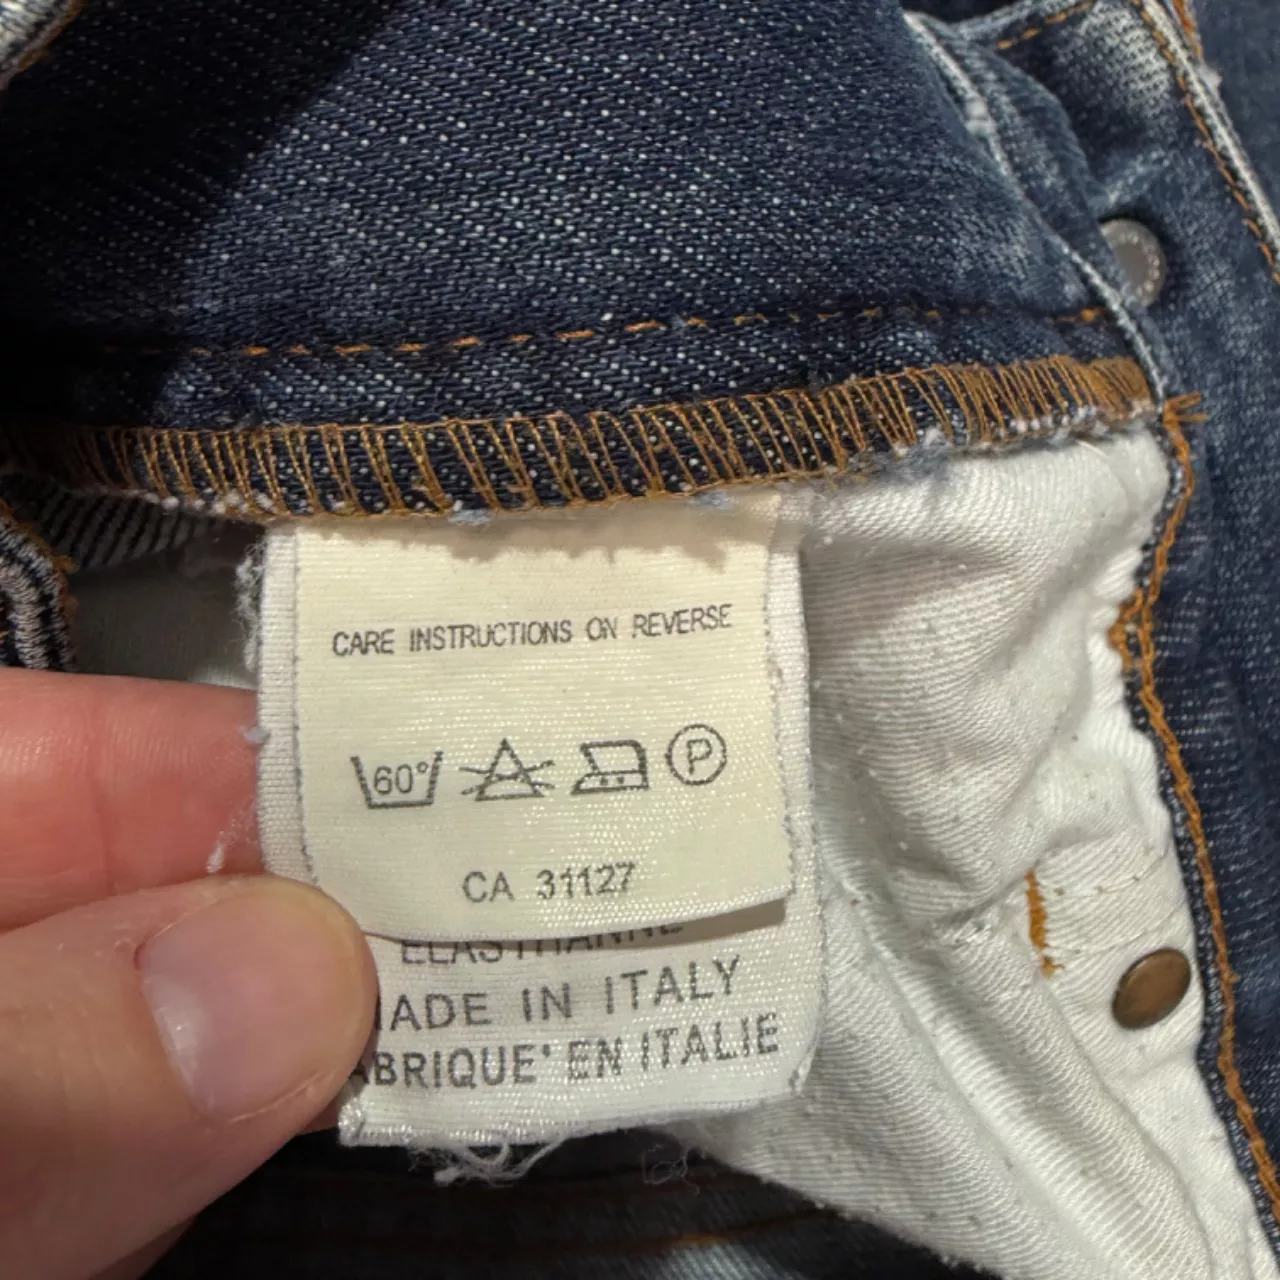 CARE INSTRUCTIONS ON REVERSE
60°
P
CA 31127
ELASTHANNE
MADE IN ITALY
FABRIQUE' EN ITALIE